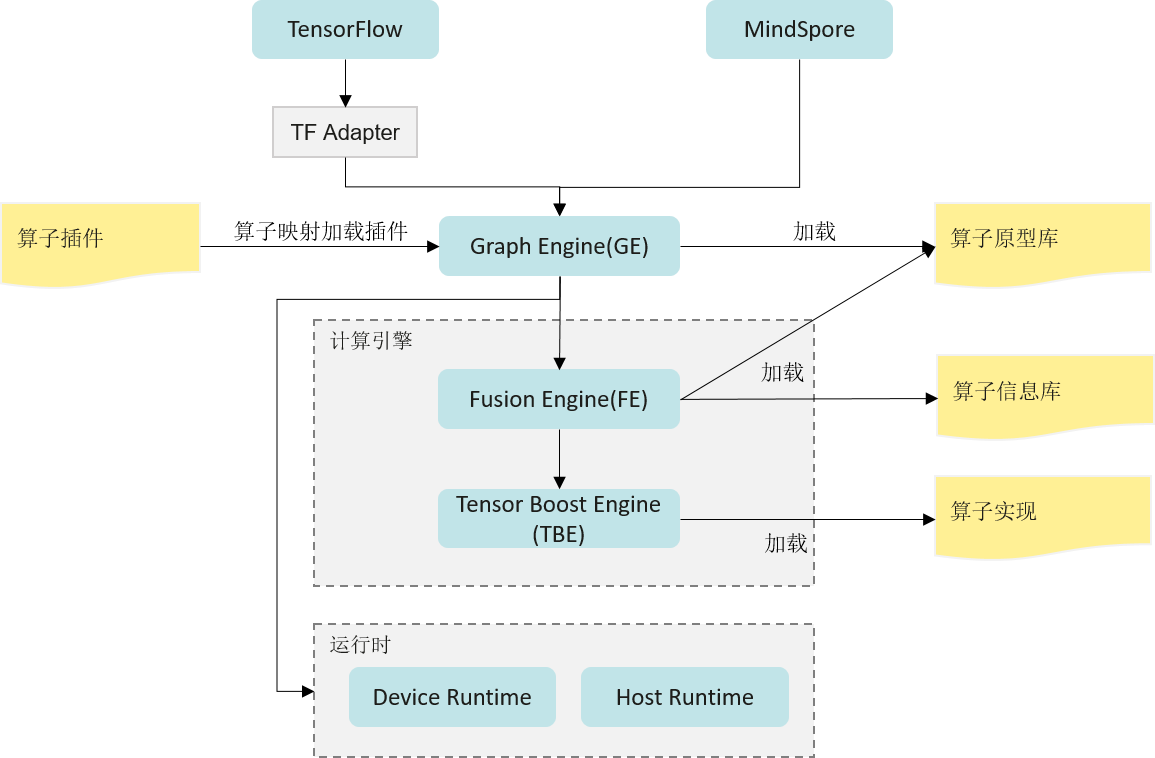 TensorFlow
MindSpore
TF Adapter
算子插件
算子映射加载插件
Graph Engine(GE)
加载
算子原型库
计算引擎
Fusion Engine(FE)
加载
算子信息库
Tensor Boost Engine
(TBE)
加载
算子实现
运行时
Device Runtime
Host Runtime